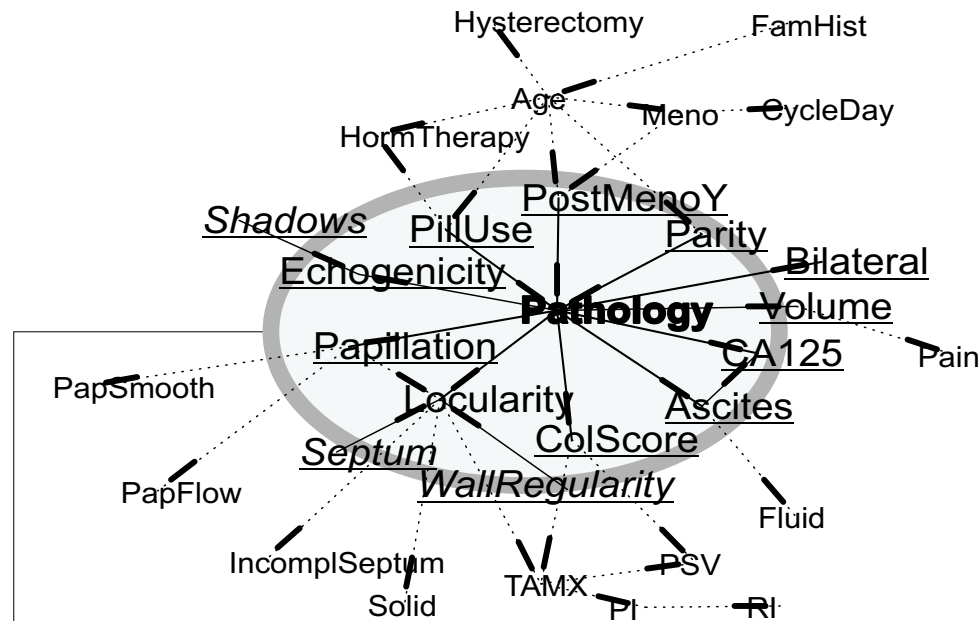 Hysterectomy
FamHist
Age
Meno
CycleDay
HormTherapy
PostMenoY
Shadows
PillUse
Parity
Echogenicity
Bilateral
Pathology
Volume
Papillation
CA125
Pain
PapSmooth
Locularity
Ascites
Septum
ColScore
WallRegularity
PapFlow
Fluid
IncomplSeptum
PSV
TAMX
Solid
PI
RI